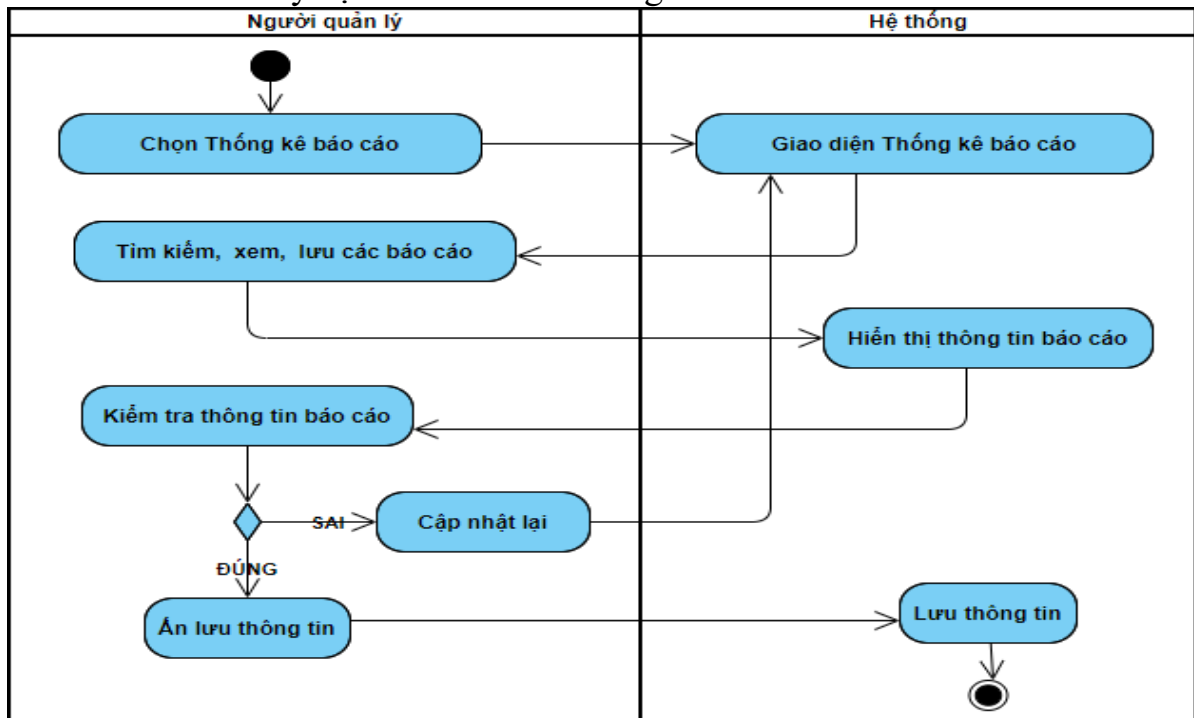 Người quản lý
Hệ thống
Chọn Thống kê báo cáo
Giao diện Thống kê báo cáo
Tìm kiếm, xem, lưu các báo cáo
Hiển thị thông tin báo cáo
Kiểm tra thông tin báo cáo
SAI
Cập nhật lại
ĐÚNG
Ấn lưu thông tin
Lưu thông tin